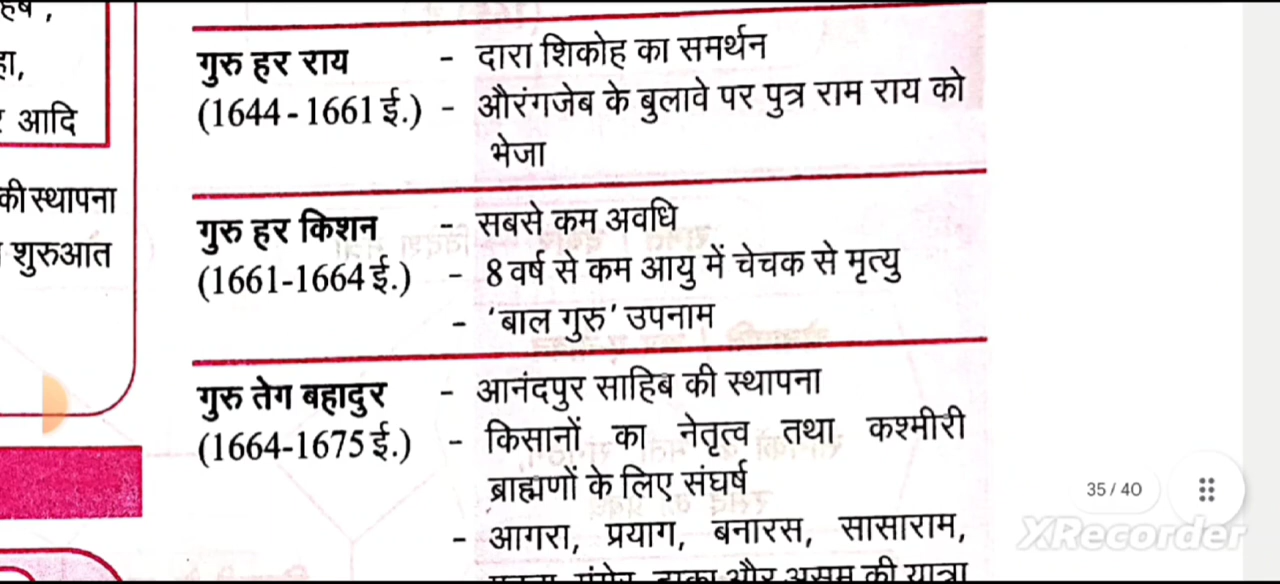 हा,
आदि
की स्थापना
शुरुआत
गुरु हर राय - दारा शिकोह का समर्थन
(1644 - 1661 ई.) - औरंगजेब के बुलावे पर पुत्र राम राय को
भेजा
गुरु हर किशन - सबसे कम अवधि
(1661-1664 ई.) - 8 वर्ष से कम आयु में चेचक से मृत्यु
- 'बाल गुरु' उपनाम
गुरु तेग बहादुर - आनंदपुर साहिब की स्थापना
(1664-1675 ई.) - किसानों का नेतृत्व तथा कश्मीरी
ब्राह्मणों के लिए संघर्ष
- आगरा, प्रयाग, बनारस, सासाराम,
ढाका और असम की यात्रा
35 / 40
XRecorder